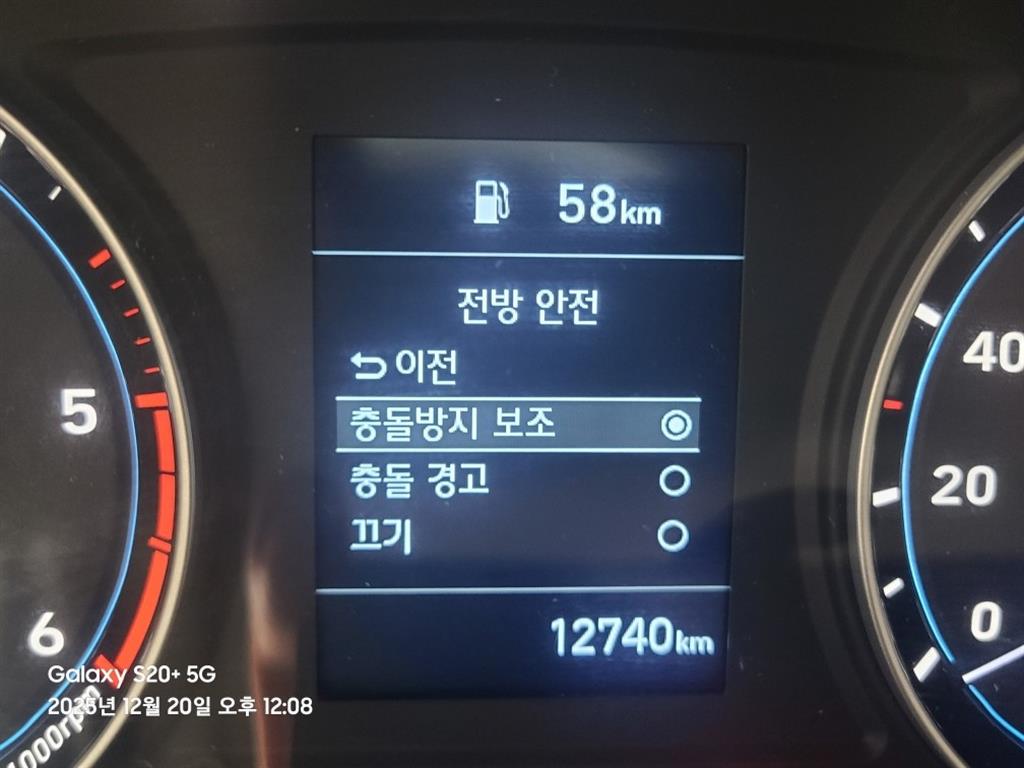 58km
전방 안전
이전
충돌방지 보조
충돌 경고
끄기
12740km
5
6
1000rpm
40
20
0
Galaxy S20+ 5G
2025년 12월 20일 오후 12:08